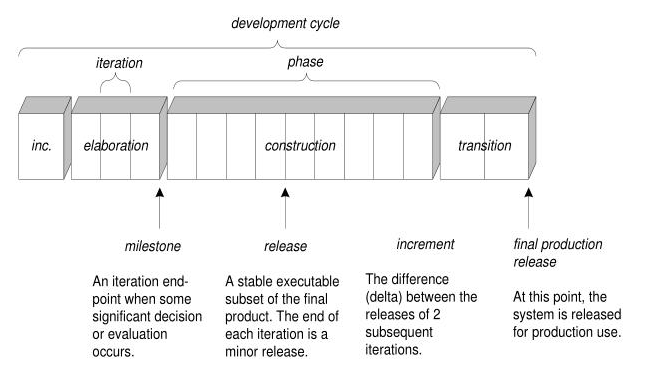 development cycle
iteration
phase
inc.
elaboration
construction
transition
milestone
An iteration end-
point when some
significant decision
or evaluation
occurs.
release
A stable executable
subset of the final
product. The end of
each iteration is a
minor release.
increment
The difference
(delta) between the
releases of 2
subsequent
iterations.
final production
release
At this point, the
system is released
for production use.